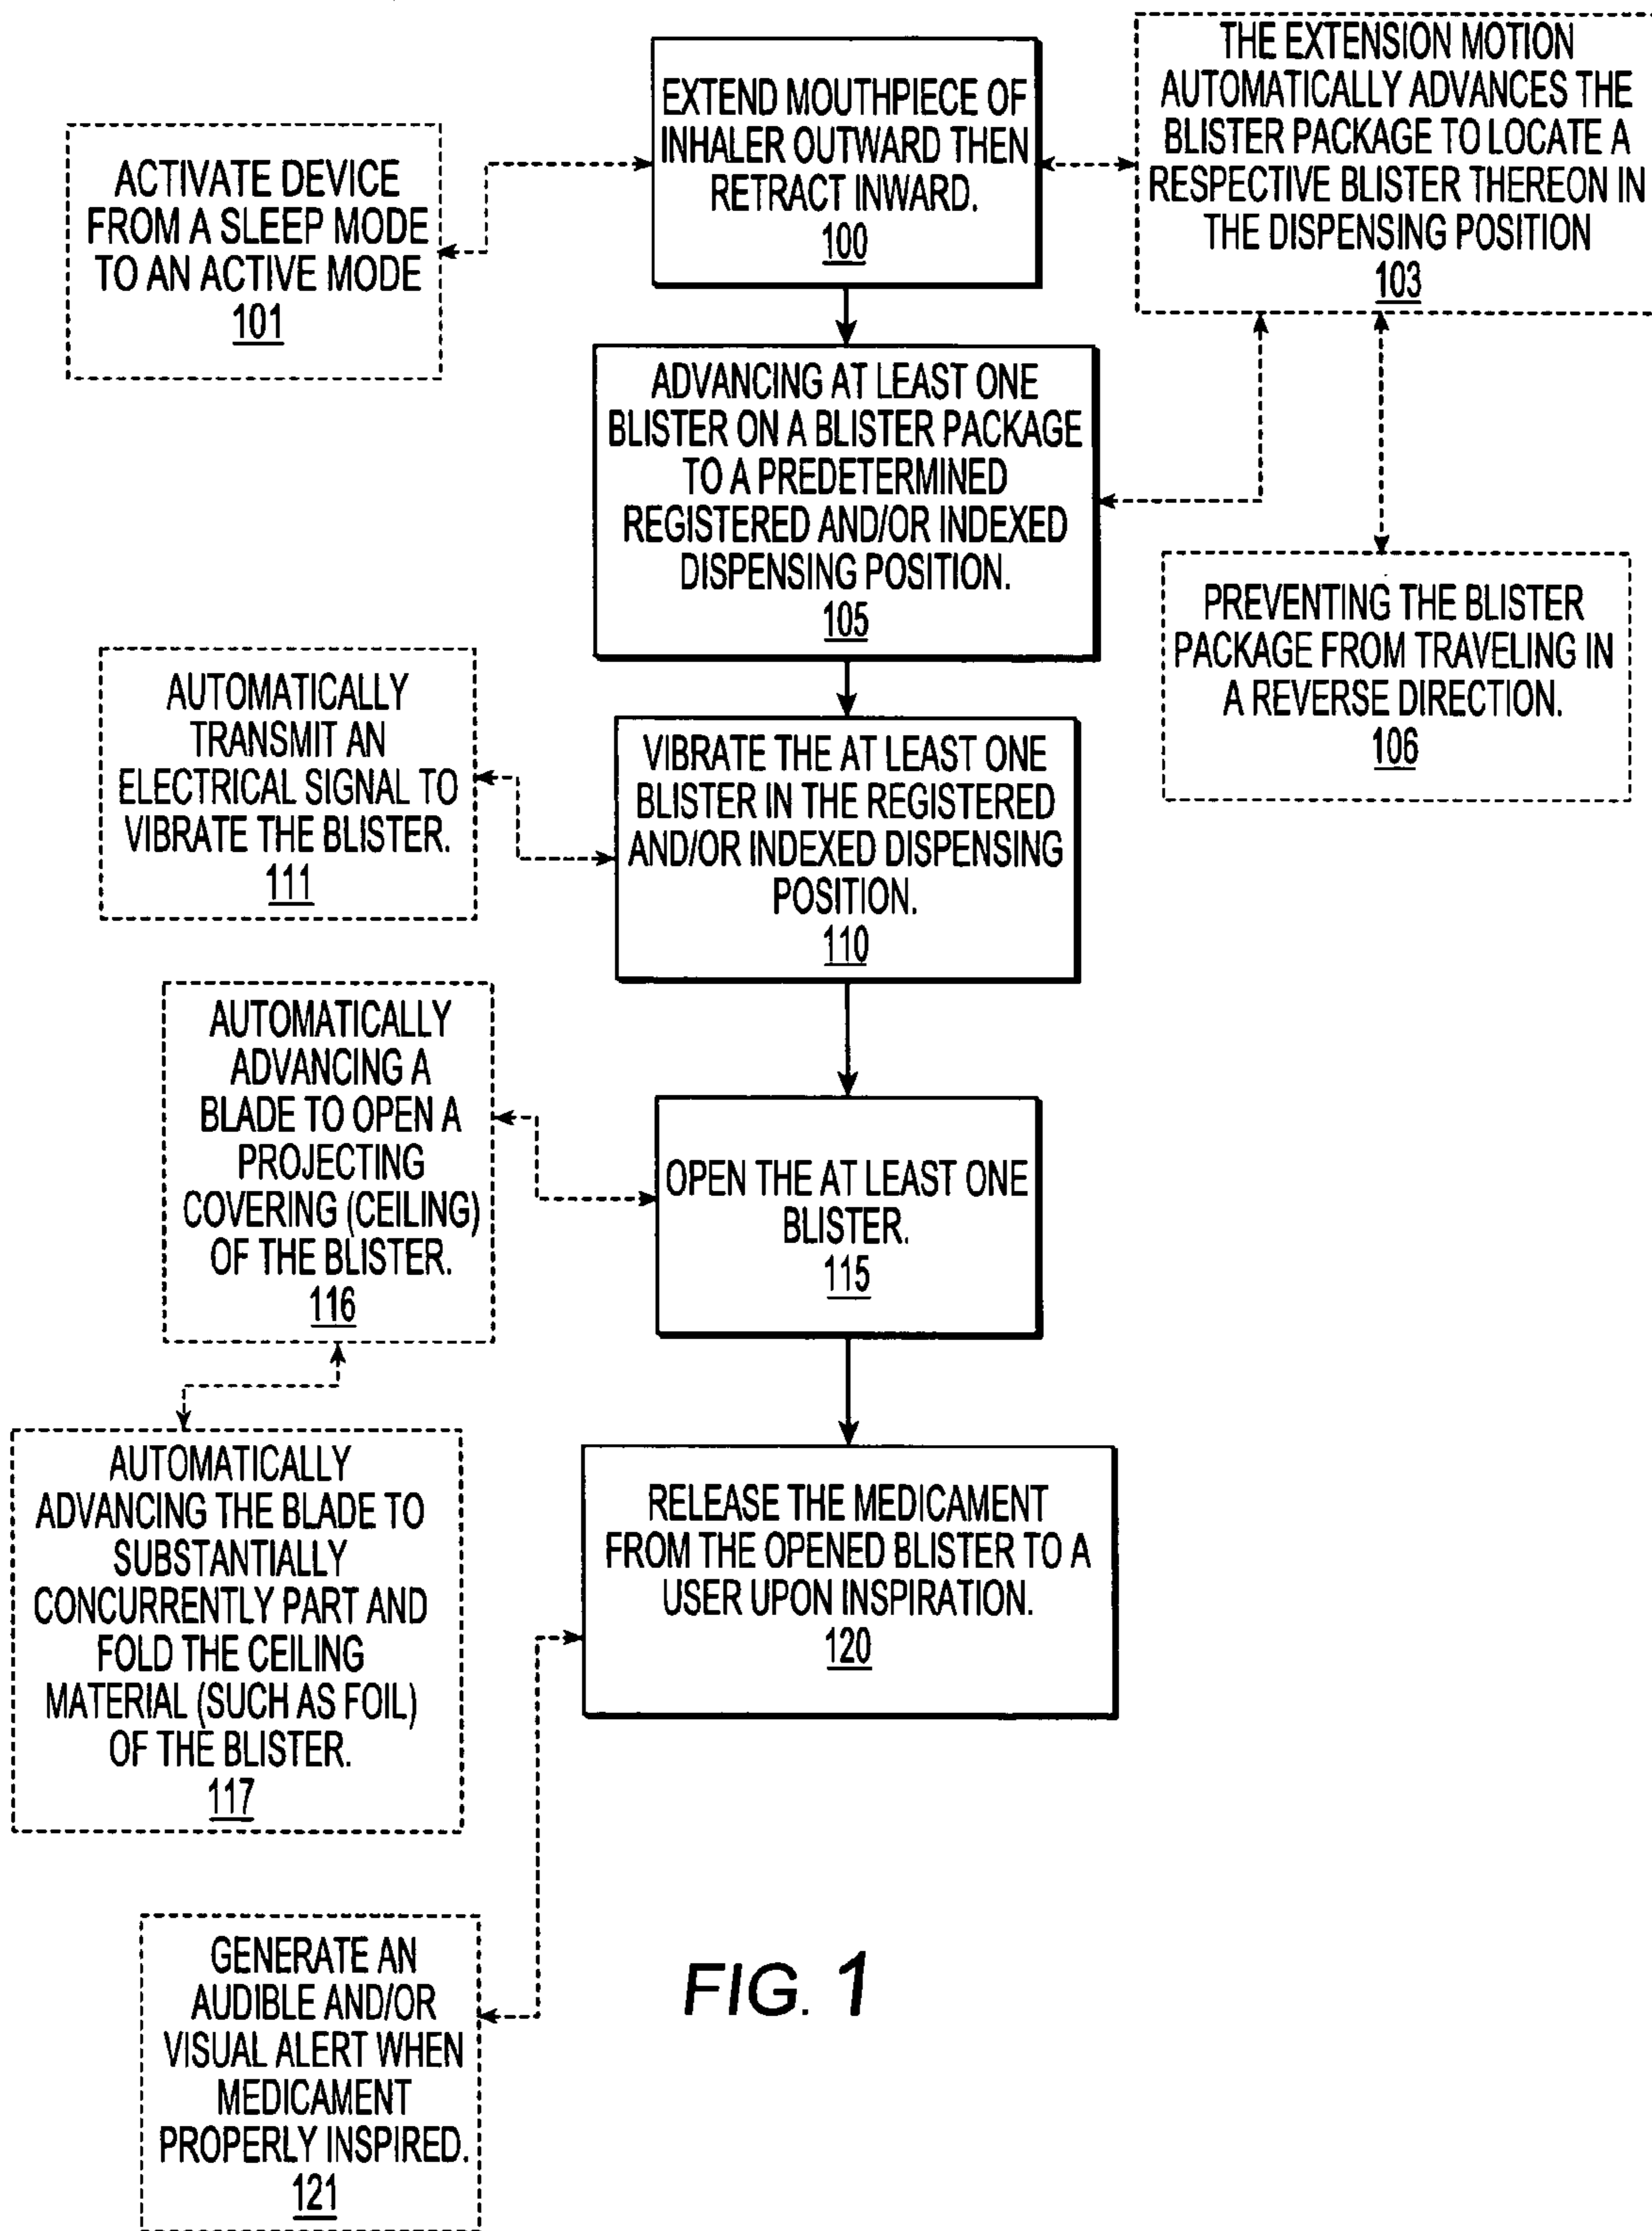 EXTEND MOUTHPIECE OF
INHALER OUTWARD THEN
RETRACT INWARD.
100
THE EXTENSION MOTION
AUTOMATICALLY ADVANCES THE
BLISTER PACKAGE TO LOCATE A
RESPECTIVE BLISTER THEREON IN
THE DISPENSING POSITION
103
ACTIVATE DEVICE
FROM A SLEEP MODE
TO AN ACTIVE MODE
101
ADVANCING AT LEAST ONE
BLISTER ON A BLISTER PACKAGE
TO A PREDETERMINED
REGISTERED AND/OR INDEXED
DISPENSING POSITION.
105
PREVENTING THE BLISTER
PACKAGE FROM TRAVELING IN
A REVERSE DIRECTION.
106
AUTOMATICALLY
TRANSMIT AN
ELECTRICAL SIGNAL TO
VIBRATE THE BLISTER.
111
VIBRATE THE AT LEAST ONE
BLISTER IN THE REGISTERED
AND/OR INDEXED DISPENSING
POSITION.
110
AUTOMATICALLY
ADVANCING A
BLADE TO OPEN A
PROJECTING
COVERING (CEILING)
OF THE BLISTER.
116
OPEN THE AT LEAST ONE
BLISTER.
115
AUTOMATICALLY
ADVANCING THE BLADE TO
SUBSTANTIALLY
CONCURRENTLY PART AND
FOLD THE CEILING
MATERIAL (SUCH AS FOIL)
OF THE BLISTER.
117
RELEASE THE MEDICAMENT
FROM THE OPENED BLISTER TO A
USER UPON INSPIRATION.
120
GENERATE AN
AUDIBLE AND/OR
VISUAL ALERT WHEN
MEDICAMENT
PROPERLY INSPIRED.
121
FIG. 1